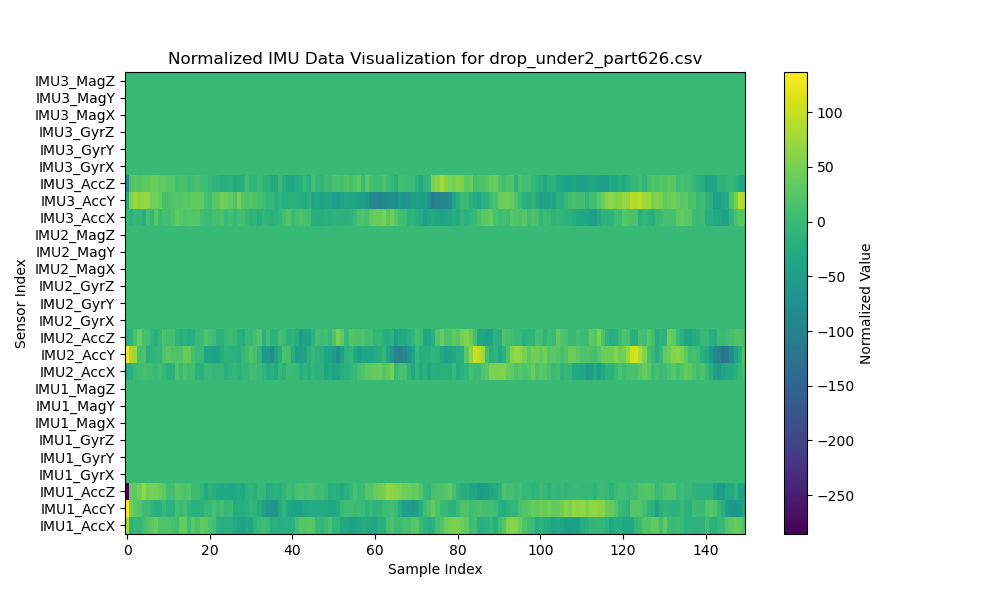 Normalized IMU Data Visualization for drop_under2_part626.csv
IMU3_MagZ
IMU3_MagY
IMU3_MagX
IMU3_GyrZ
IMU3_GyrY
IMU3_GyrX
IMU3_AccZ
IMU3_AccY
IMU3_AccX
IMU2_MagZ
IMU2_MagY
IMU2_MagX
IMU2_GyrZ
IMU2_GyrY
IMU2_GyrX
IMU2_AccZ
IMU2_AccY
IMU2_AccX
IMU1_MagZ
IMU1_MagY
IMU1_MagX
IMU1_GyrZ
IMU1_GyrY
IMU1_GyrX
IMU1_AccZ
IMU1_AccY
IMU1_AccX
Sensor Index
0 20 40 60 80 100 120 140
Sample Index
100
50
0
−50
−100
−150
−200
−250
Normalized Value